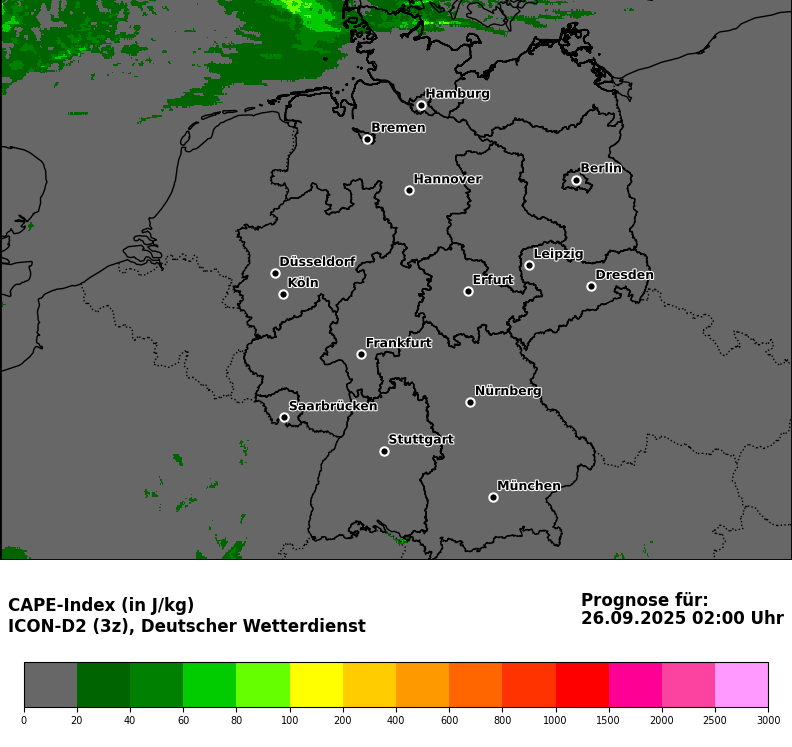 Hamburg
Bremen
Berlin
Hannover
Leipzig
Düsseldorf
Dresden
Erfurt
Köln
Frankfurt
Nürnberg
Saarbrücken
Stuttgart
München
CAPE-Index (in J/kg)
ICON-D2 (3z), Deutscher Wetterdienst
Prognose für:
26.09.2025 02:00 Uhr
0 20 40 60 80 100 200 400 600 800 1000 1500 2000 2500 3000